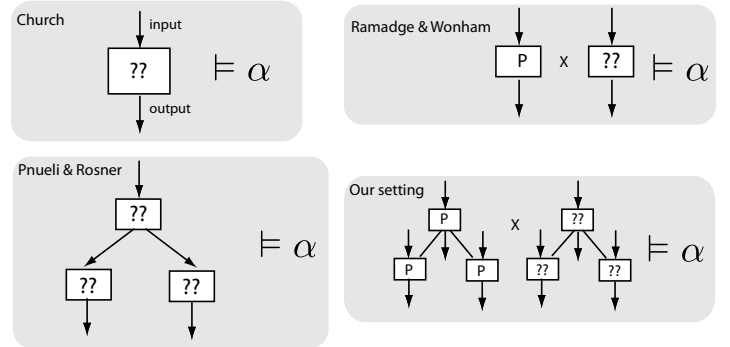 Church
input
?? ⊨ α
output
Ramadge & Wonham
P x ?? ⊨ α
Pnueli & Rosner
??
⊨ α
?? ??
Our setting
P x ??
⊨ α
P P ?? ??